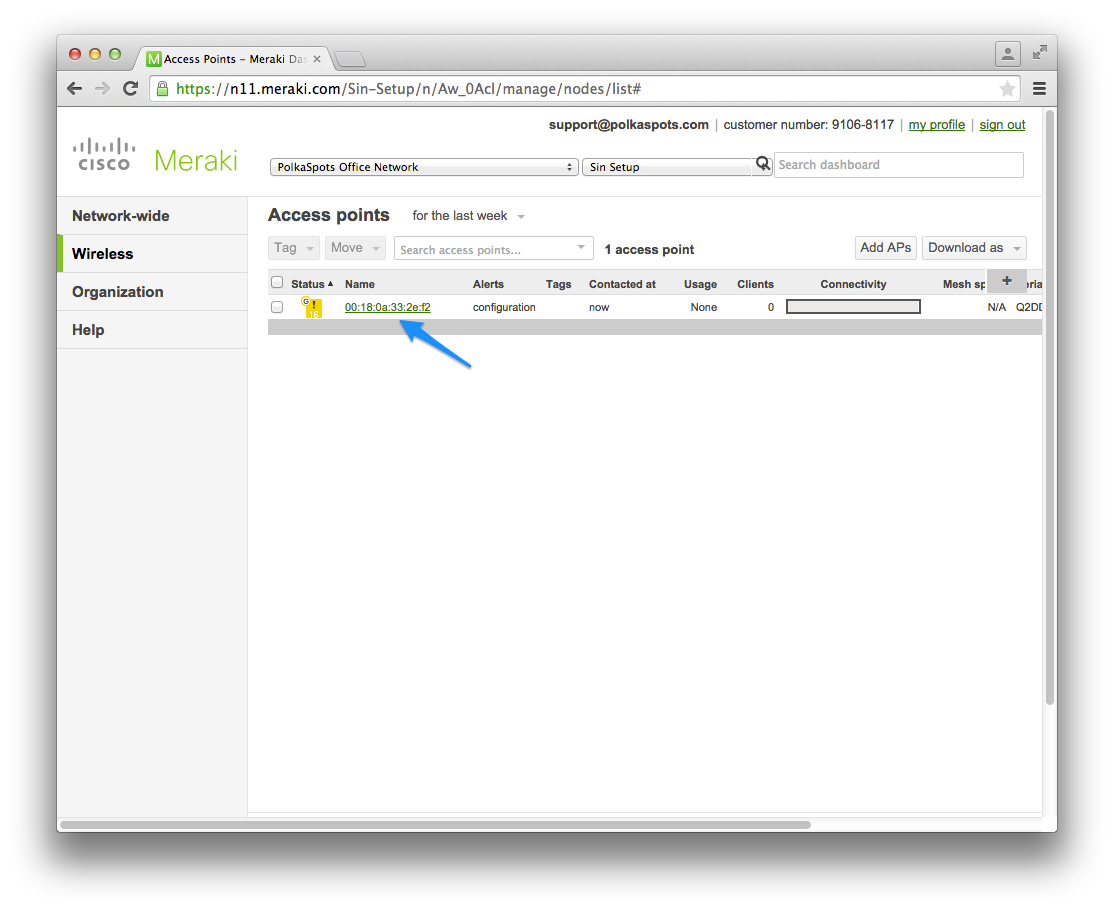 M Access Points – Meraki Das
https://n11.meraki.com/Sin-Setup/n/Aw_0Acl/manage/nodes/list#
support@polkaspots.com | customer number: 9106-8117 | my profile | sign out
CISCO Meraki
PolkaSpots Office Network Sin Setup Search dashboard
Network-wide
Wireless
Organization
Help
Access points for the last week
Tag Move Search access points... 1 access point Add APs Download as
Status Name Alerts Tags Contacted at Usage Clients Connectivity Mesh sp + eria
G ! 16 00:18:0a:33:2e:f2 configuration now None 0 N/A Q2DD